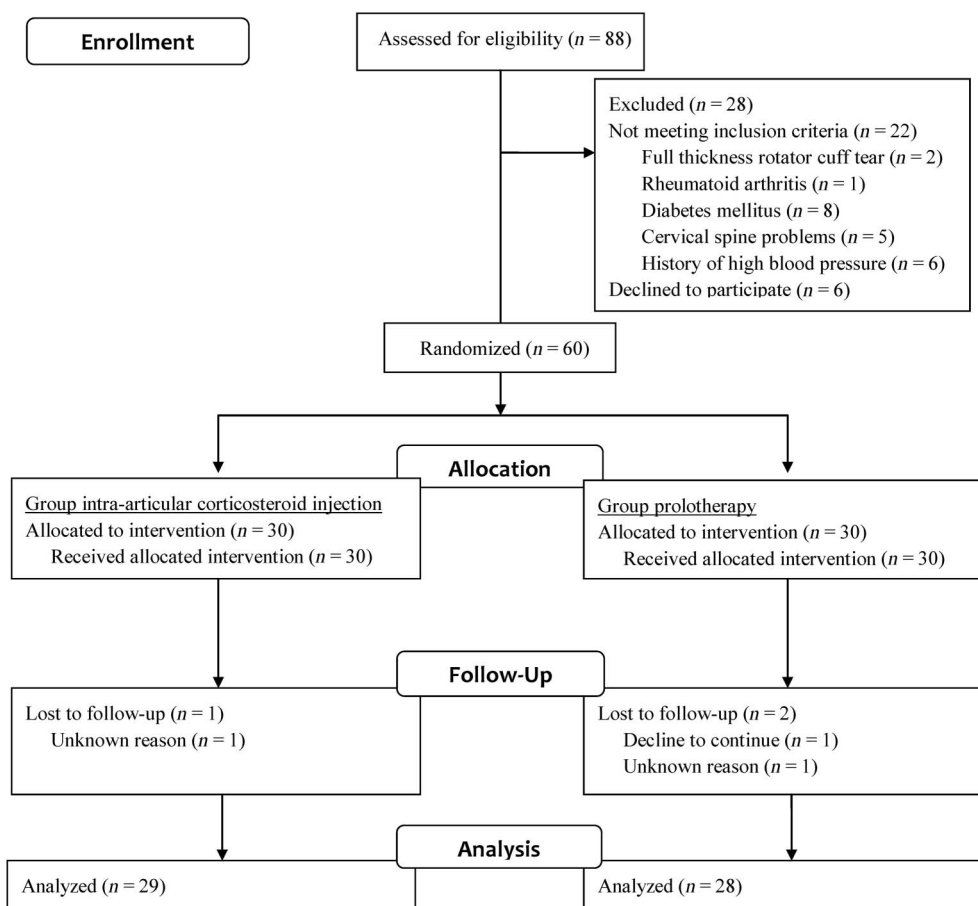 Enrollment
Assessed for eligibility (n = 88)
Excluded (n = 28)
Not meeting inclusion criteria (n = 22)
Full thickness rotator cuff tear (n = 2)
Rheumatoid arthritis (n = 1)
Diabetes mellitus (n = 8)
Cervical spine problems (n = 5)
History of high blood pressure (n = 6)
Declined to participate (n = 6)
Randomized (n = 60)
Allocation
Group intra-articular corticosteroid injection
Allocated to intervention (n = 30)
Received allocated intervention (n = 30)
Group prolotherapy
Allocated to intervention (n = 30)
Received allocated intervention (n = 30)
Follow-Up
Lost to follow-up (n = 1)
Unknown reason (n = 1)
Lost to follow-up (n = 2)
Decline to continue (n = 1)
Unknown reason (n = 1)
Analysis
Analyzed (n = 29)
Analyzed (n = 28)